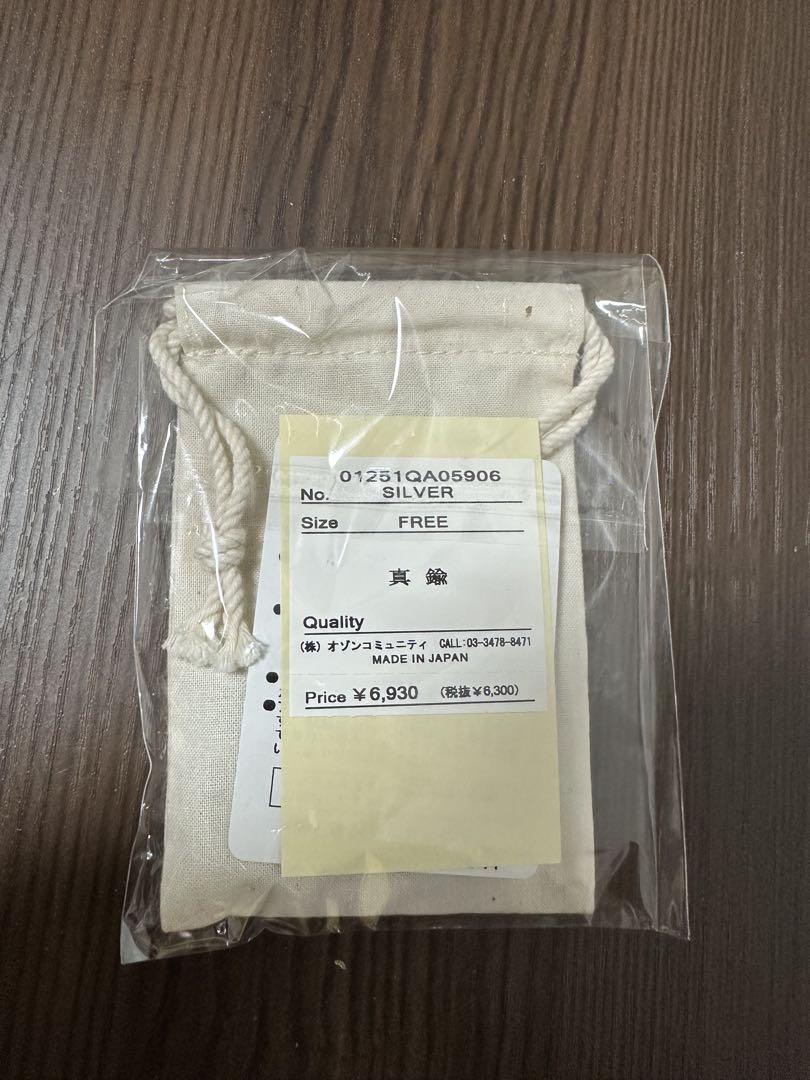 01251QA05906
No. SILVER
Size FREE
真鍮
Quality
(株) オゾンコミュニティ CALL:03-3478-8471
MADE IN JAPAN
Price ¥6,930 (税抜¥6,300)